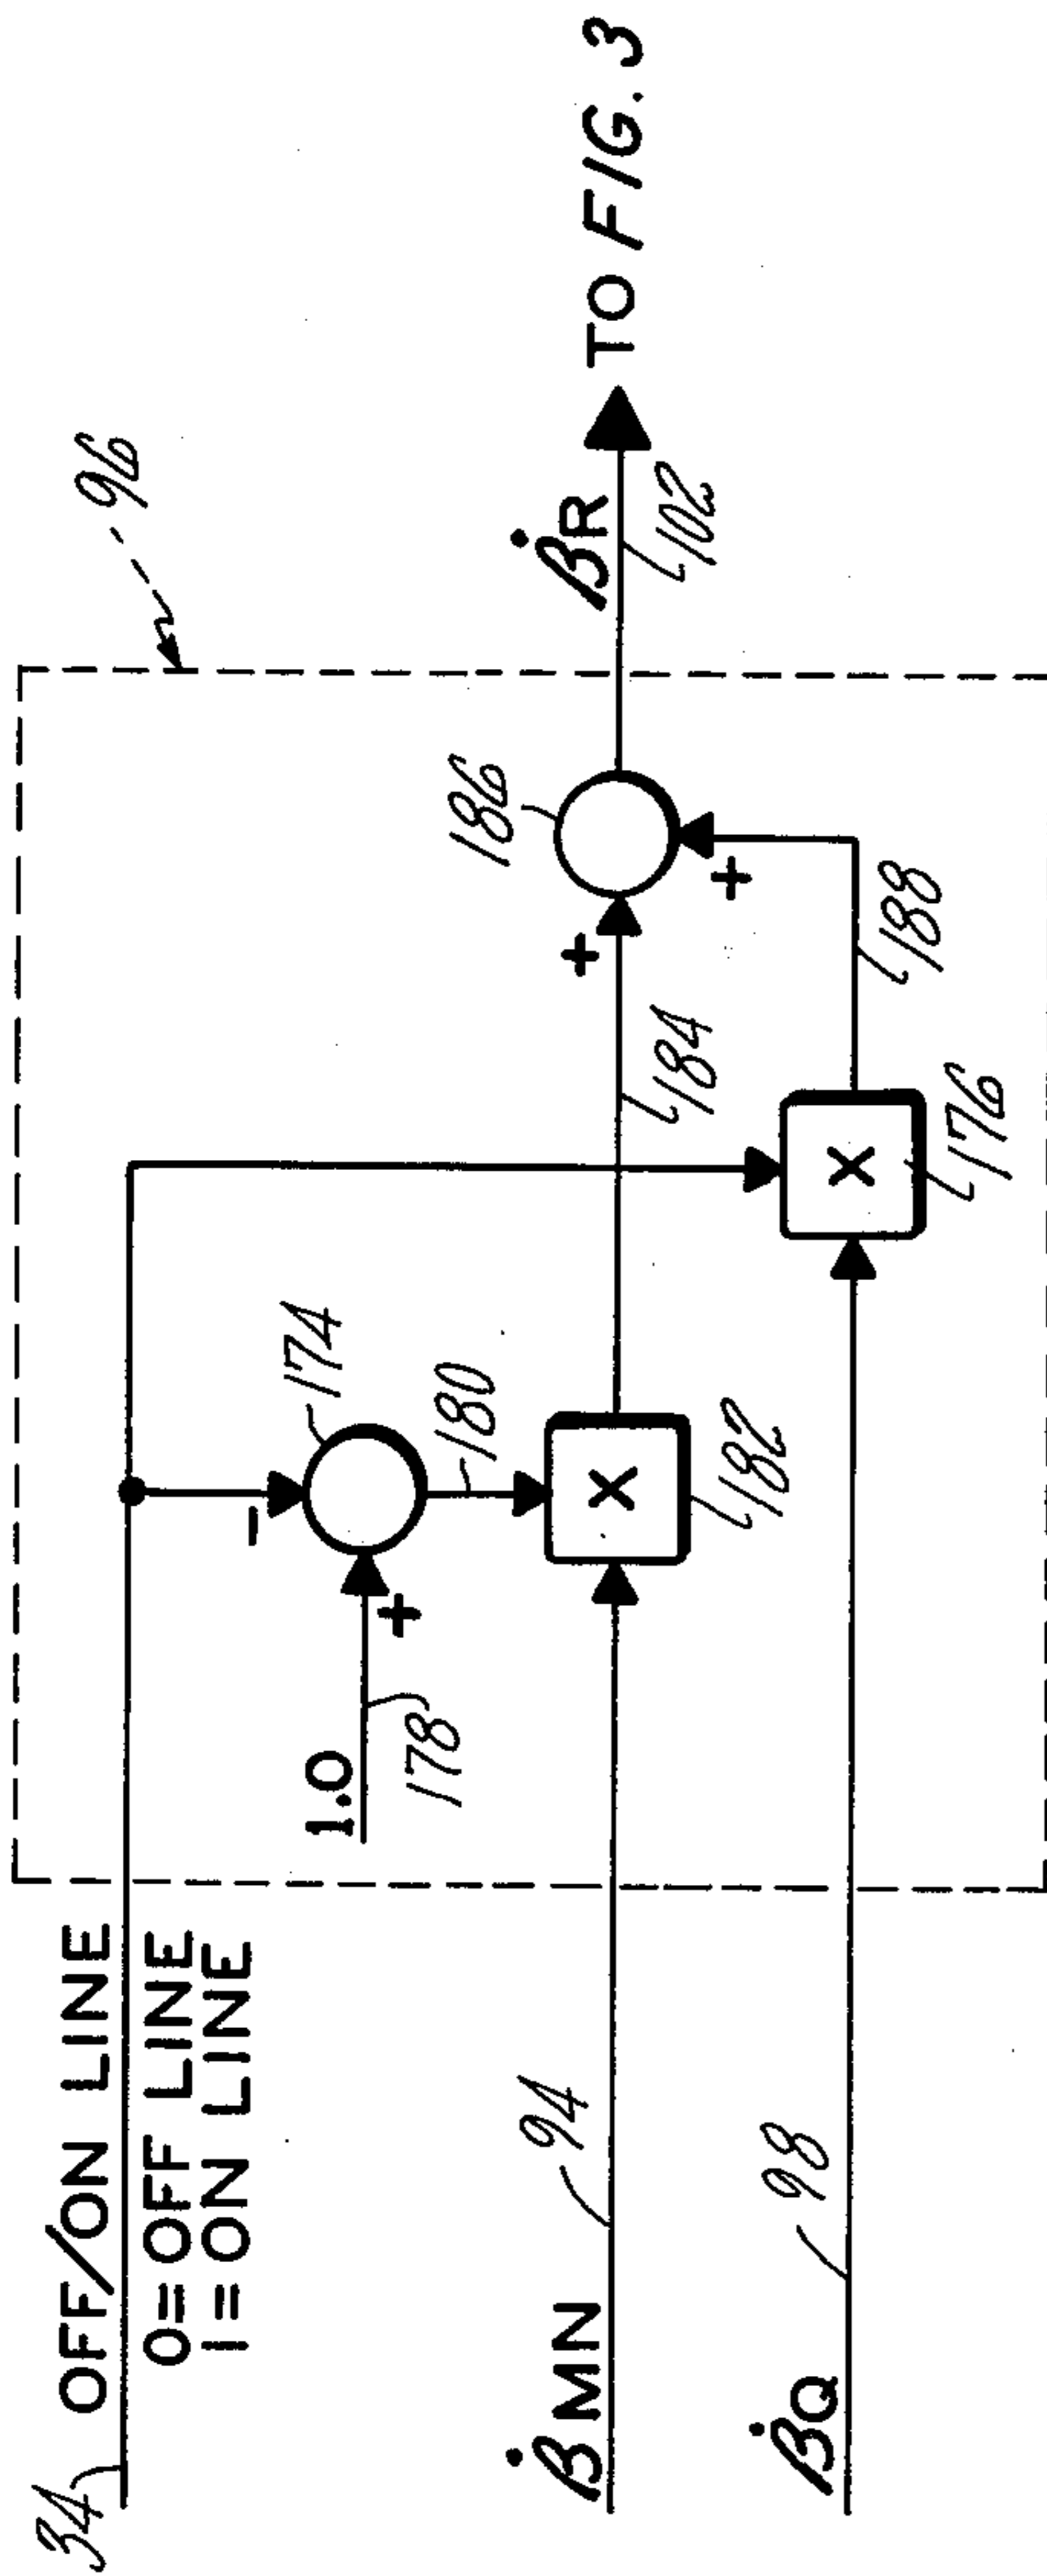 34
OFF/ON LINE
0=OFF LINE
1=ON LINE
96
1.0
178
+
-
174
180
β̇MN
94
X
182
184
+
186
β̇R
102
TO FIG. 3
β̇Q
98
X
176
188
+